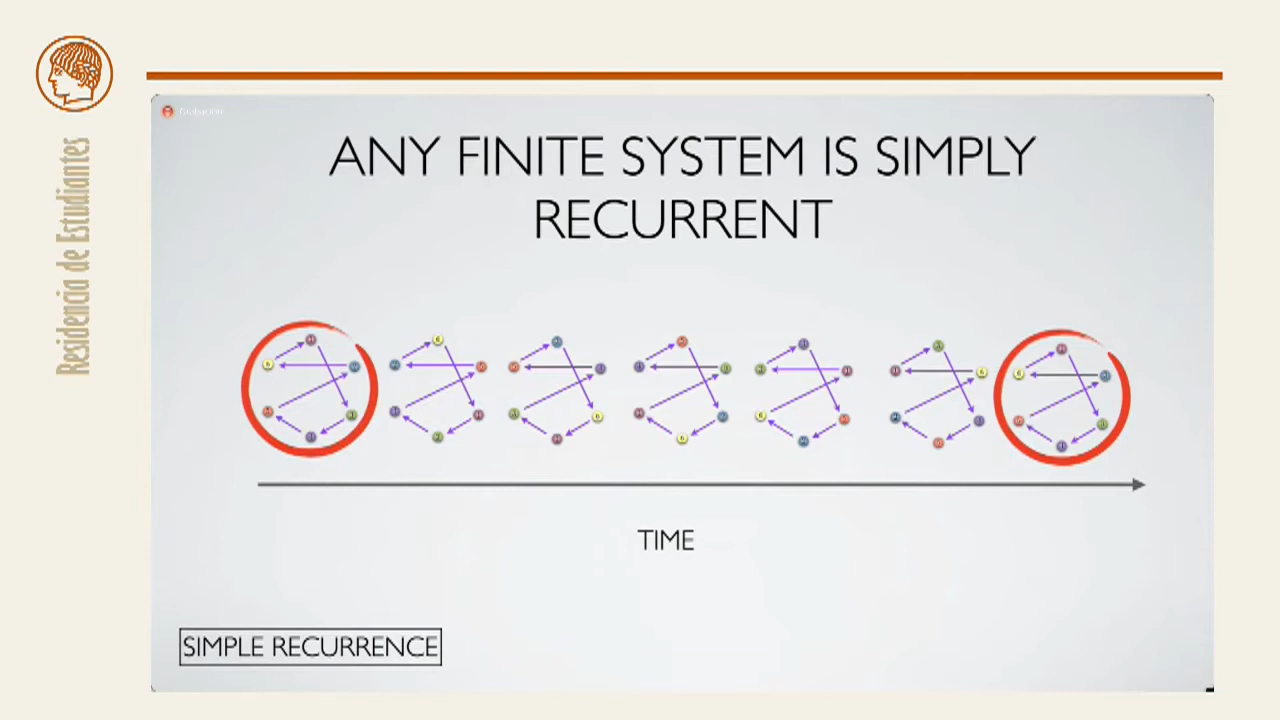 Residencia de Estudiantes
ANY FINITE SYSTEM IS SIMPLY
RECURRENT
TIME
SIMPLE RECURRENCE